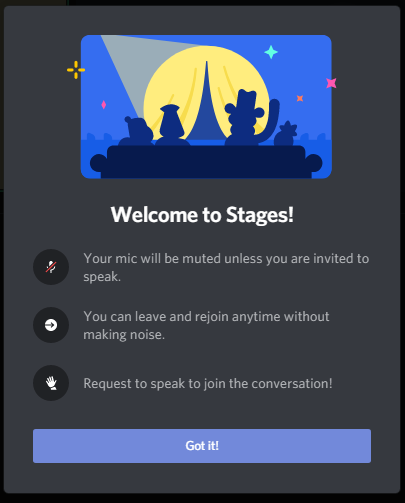 Welcome to Stages!
Your mic will be muted unless you are invited to
speak.
You can leave and rejoin anytime without
making noise.
Request to speak to join the conversation!
Got it!